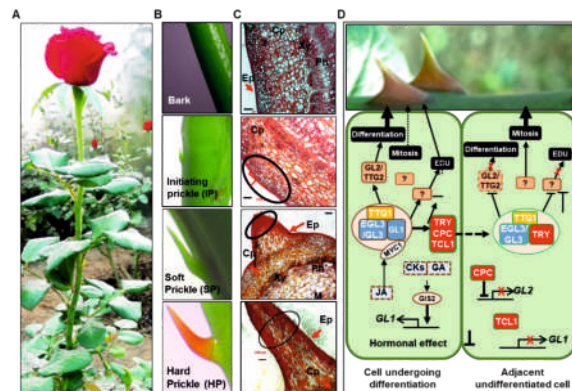 A
B
C
D
Bark
Initiating
prickle (IP)
Soft
Prickle (SP)
Hard
Prickle (HP)
Cp
Xy
Ph
Ep
Cp
Ep
Cp
Xy
Ph
M
Ep
Cp
Differentiation
Mitosis
EDU
GL2/
TTG2
?
?
TTG1
EGL3
/GL3
GL1
MYC1
TRY
CPC
TCL1
JA
CKs
GA
GIS2
GL1
Hormonal effect
Cell undergoing
differentiation
Mitosis
Differentiation
EDU
GL2/
TTG2
?
?
TTG1
EGL3/
GL3
TRY
CPC
GL2
TCL1
GL1
Adjacent
undifferentiated cell